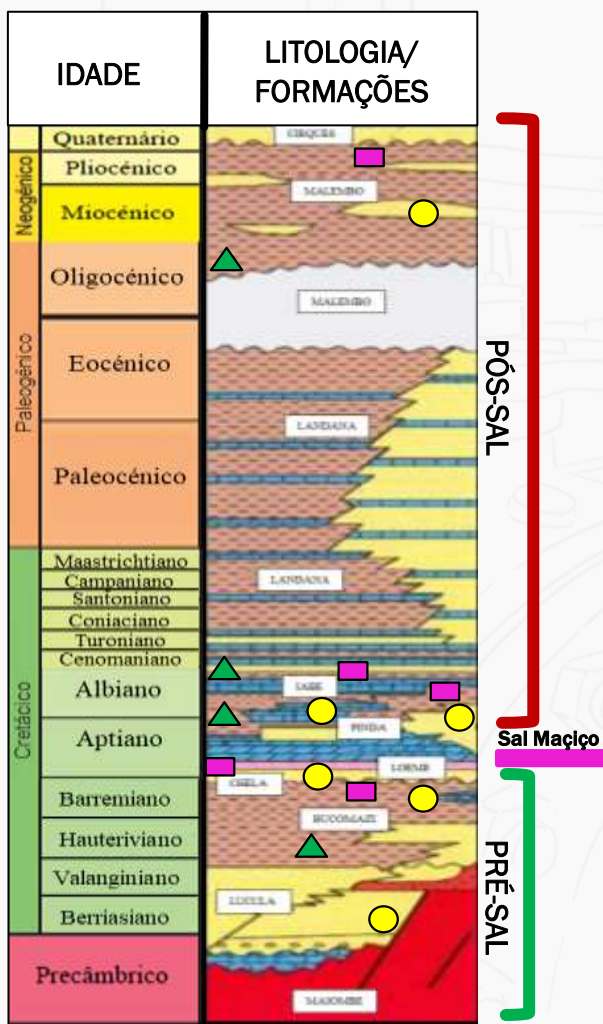 IDADE
LITOLOGIA/
FORMAÇÕES
Quaternário
Pliocénico
Miocénico
Oligocénico
Eocénico
Paleocénico
Maastrichtiano
Campaniano
Santoniano
Coniaciano
Turoniano
Cenomaniano
Albiano
Aptiano
Barremiano
Hauteriviano
Valanginiano
Berriasiano
Precâmbrico
Neogénico
Paleogénico
Cretácico
CIRQUES
MALEMBO
MALEMBO
LANDANA
LANDANA
IABE
PINDA
LOEME
CHELA
BUCOMAZI
LUCULA
MAIOMBE
PÓS-SAL
Sal Maçiço
PRÉ-SAL